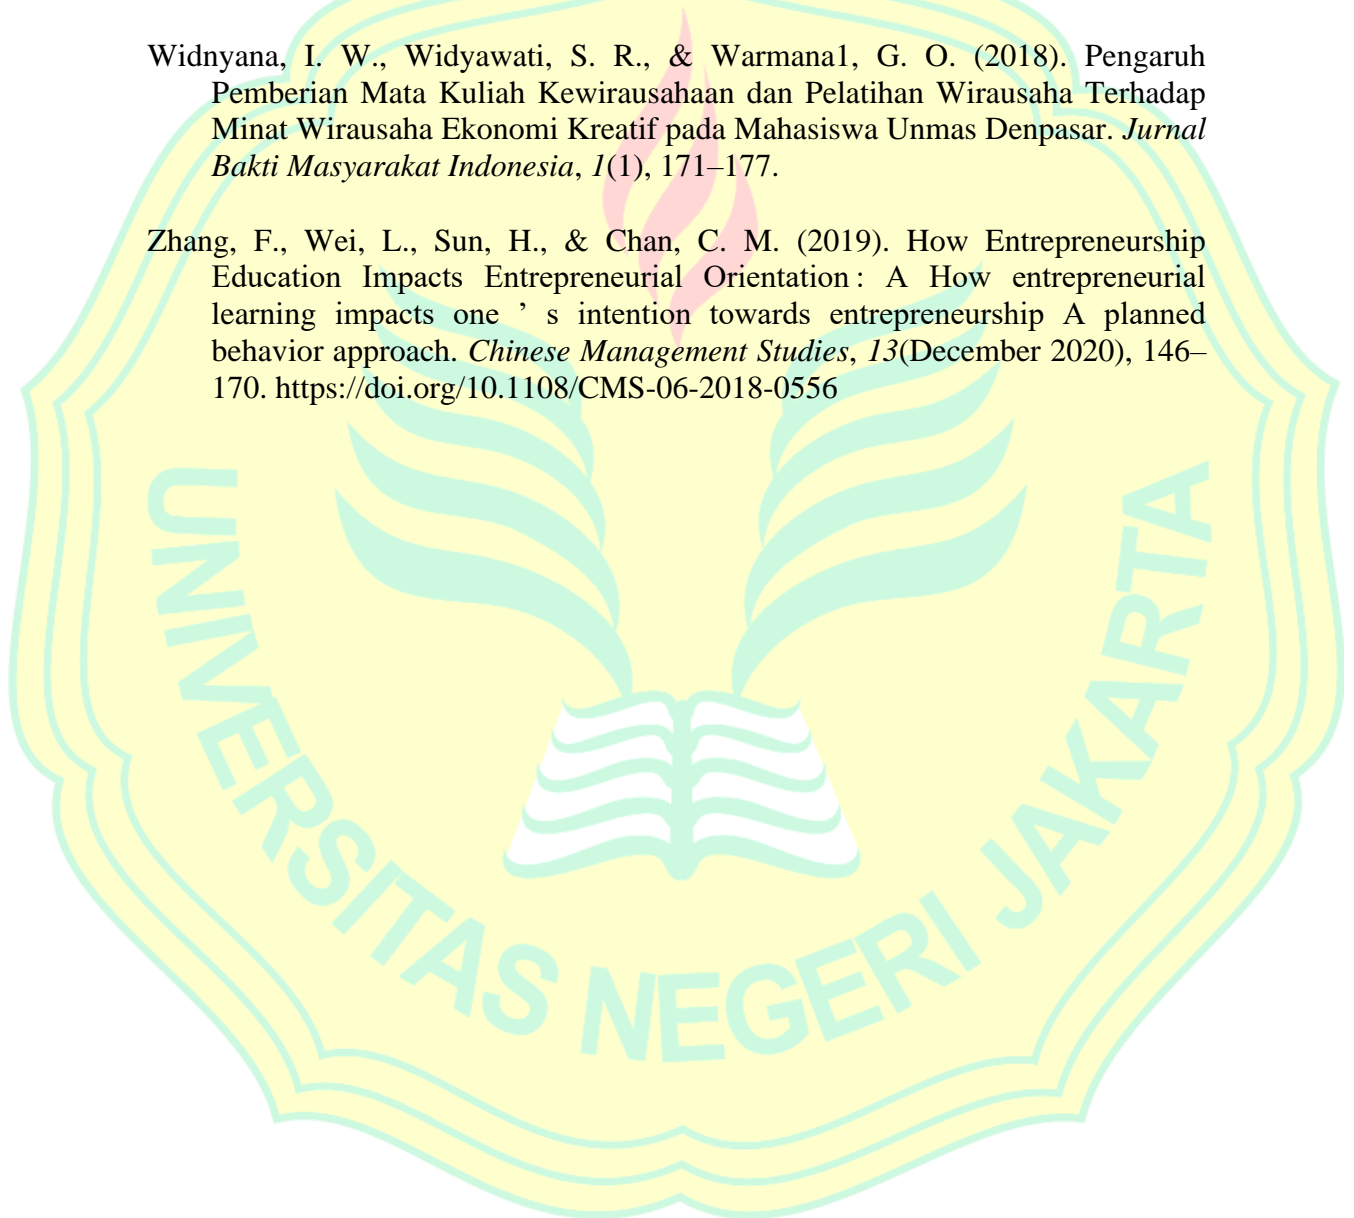 Widnyana, I. W., Widyawati, S. R., & Warmana1, G. O. (2018). Pengaruh
Pemberian Mata Kuliah Kewirausahaan dan Pelatihan Wirausaha Terhadap
Minat Wirausaha Ekonomi Kreatif pada Mahasiswa Unmas Denpasar. Jurnal
Bakti Masyarakat Indonesia, 1(1), 171–177.
Zhang, F., Wei, L., Sun, H., & Chan, C. M. (2019). How Entrepreneurship
Education Impacts Entrepreneurial Orientation : A How entrepreneurial
learning impacts one ’ s intention towards entrepreneurship A planned
behavior approach. Chinese Management Studies, 13(December 2020), 146–
170. https://doi.org/10.1108/CMS-06-2018-0556
UNIVERSITAS NEGERI JAKARTA